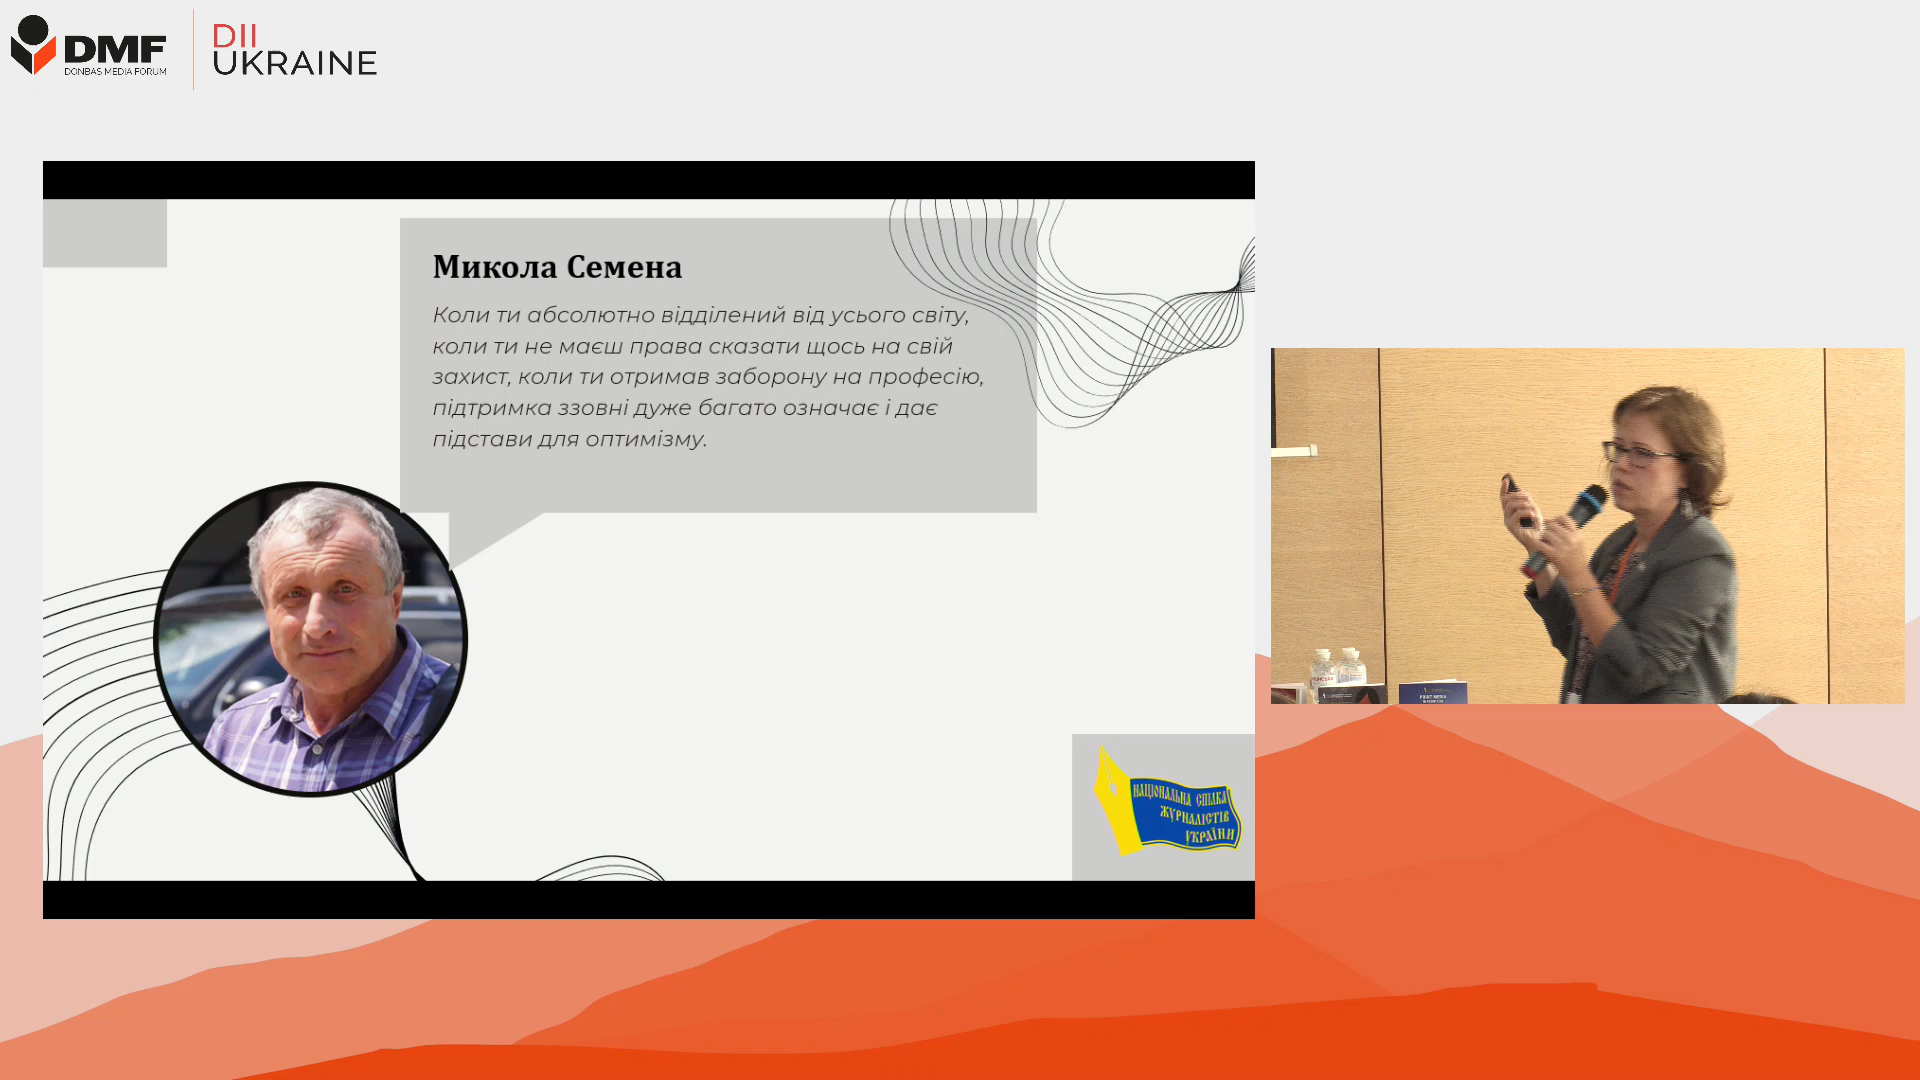 DMF
DONBAS MEDIA FORUM
DII
UKRAINE
Микола Семена
Коли ти абсолютно відділений від усього світу,
коли ти не маєш права сказати щось на свій
захист, коли ти отримав заборону на професію,
підтримка ззовні дуже багато означає і дає
підстави для оптимізму.
НАЦІОНАЛЬНА СПІЛКА
ЖУРНАЛІСТІВ
УКРАЇНИ